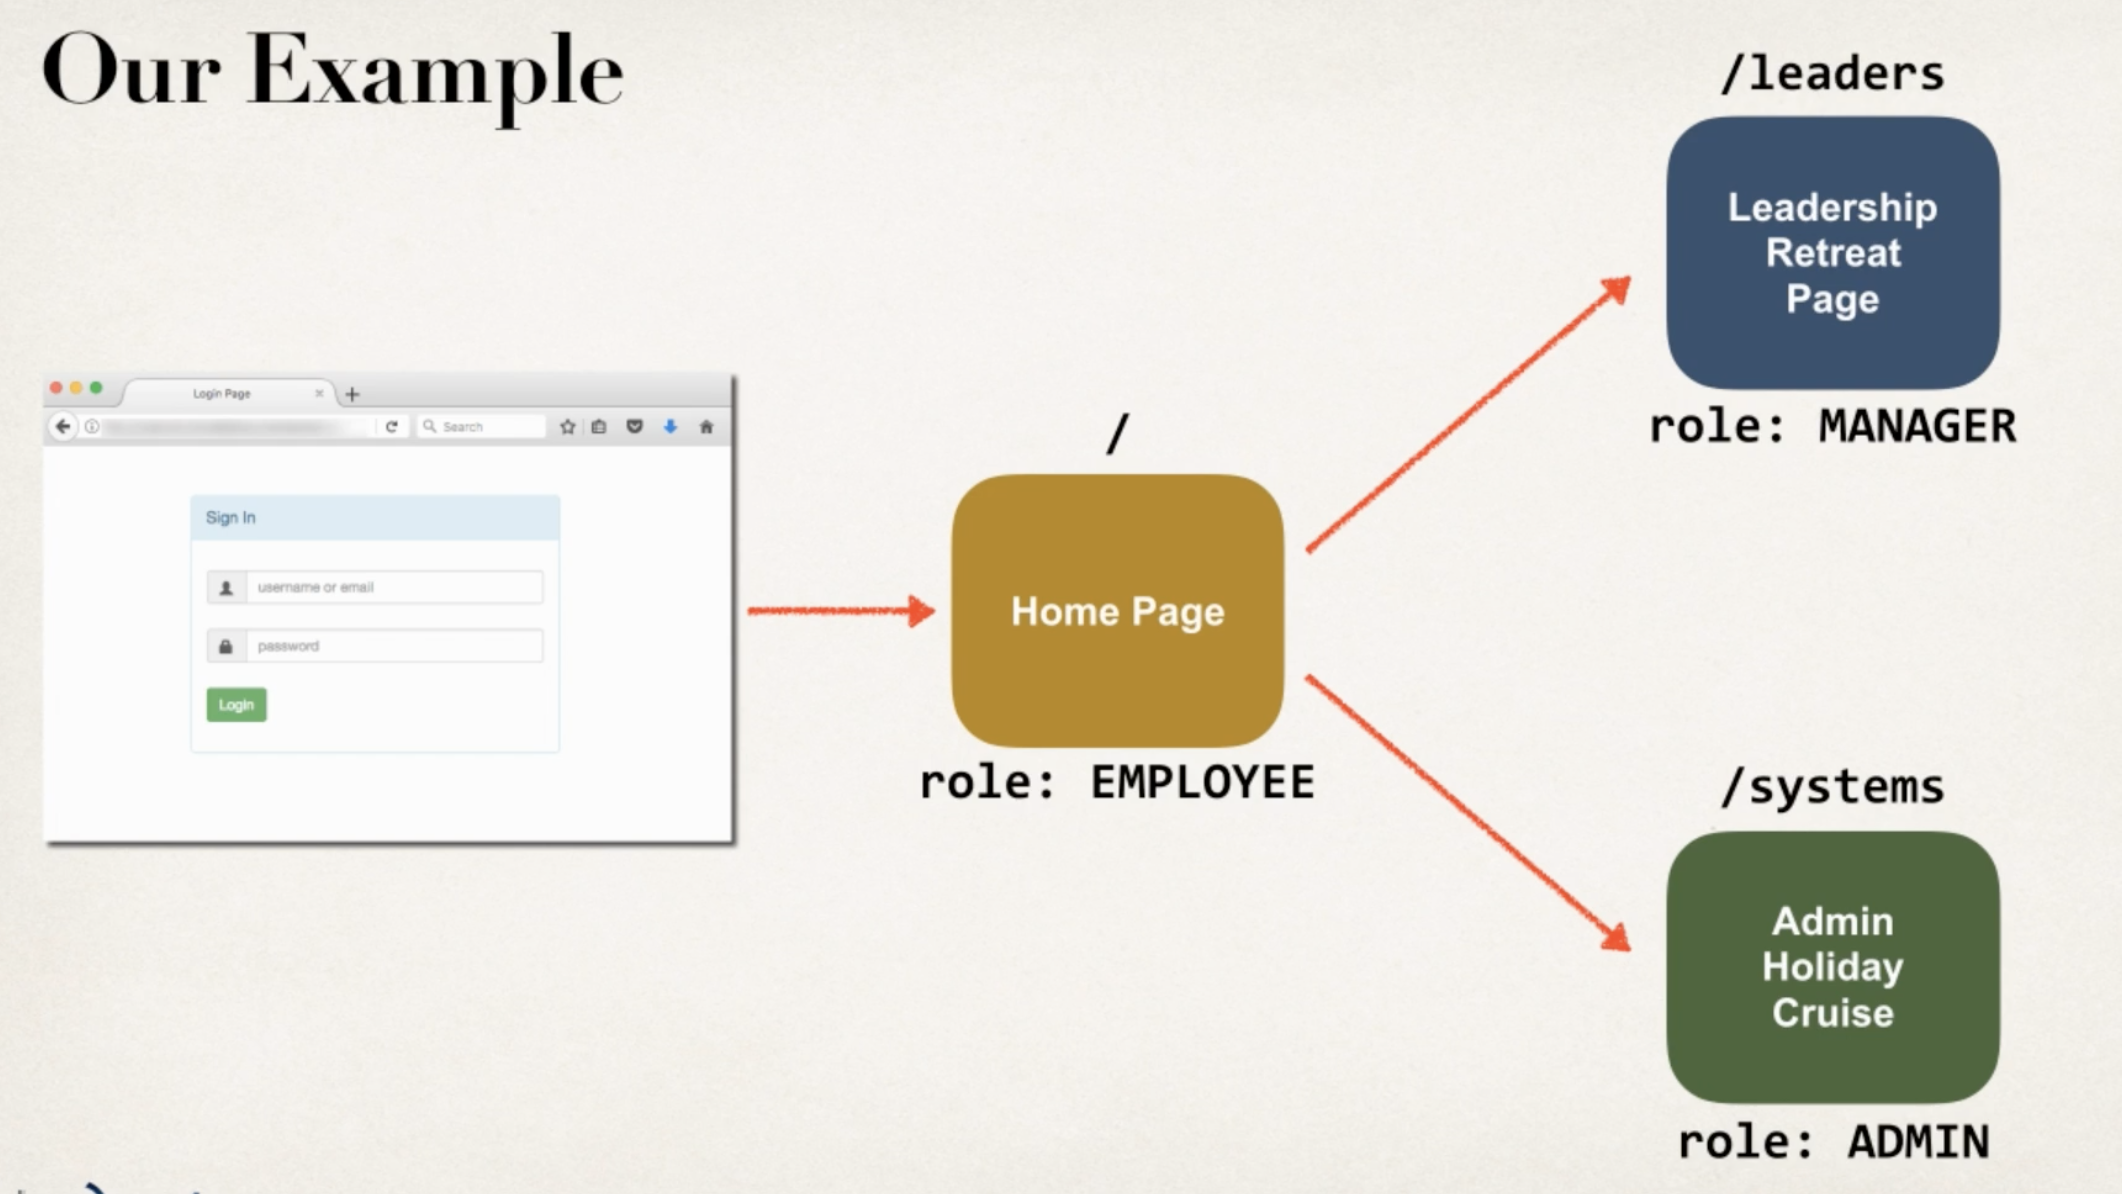 Our Example
Login Page
Search
Sign In
username or email
password
Login
/
Home Page
role: EMPLOYEE
/leaders
Leadership
Retreat
Page
role: MANAGER
/systems
Admin
Holiday
Cruise
role: ADMIN